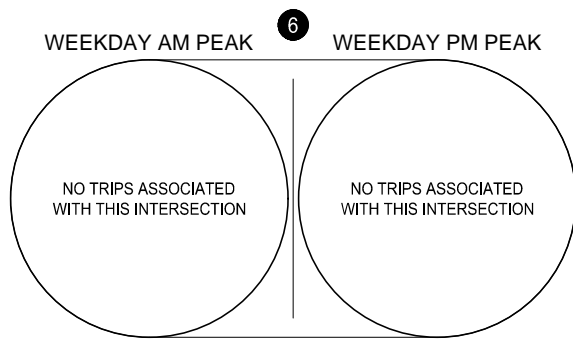 6
WEEKDAY AM PEAK
WEEKDAY PM PEAK
NO TRIPS ASSOCIATED
WITH THIS INTERSECTION
NO TRIPS ASSOCIATED
WITH THIS INTERSECTION